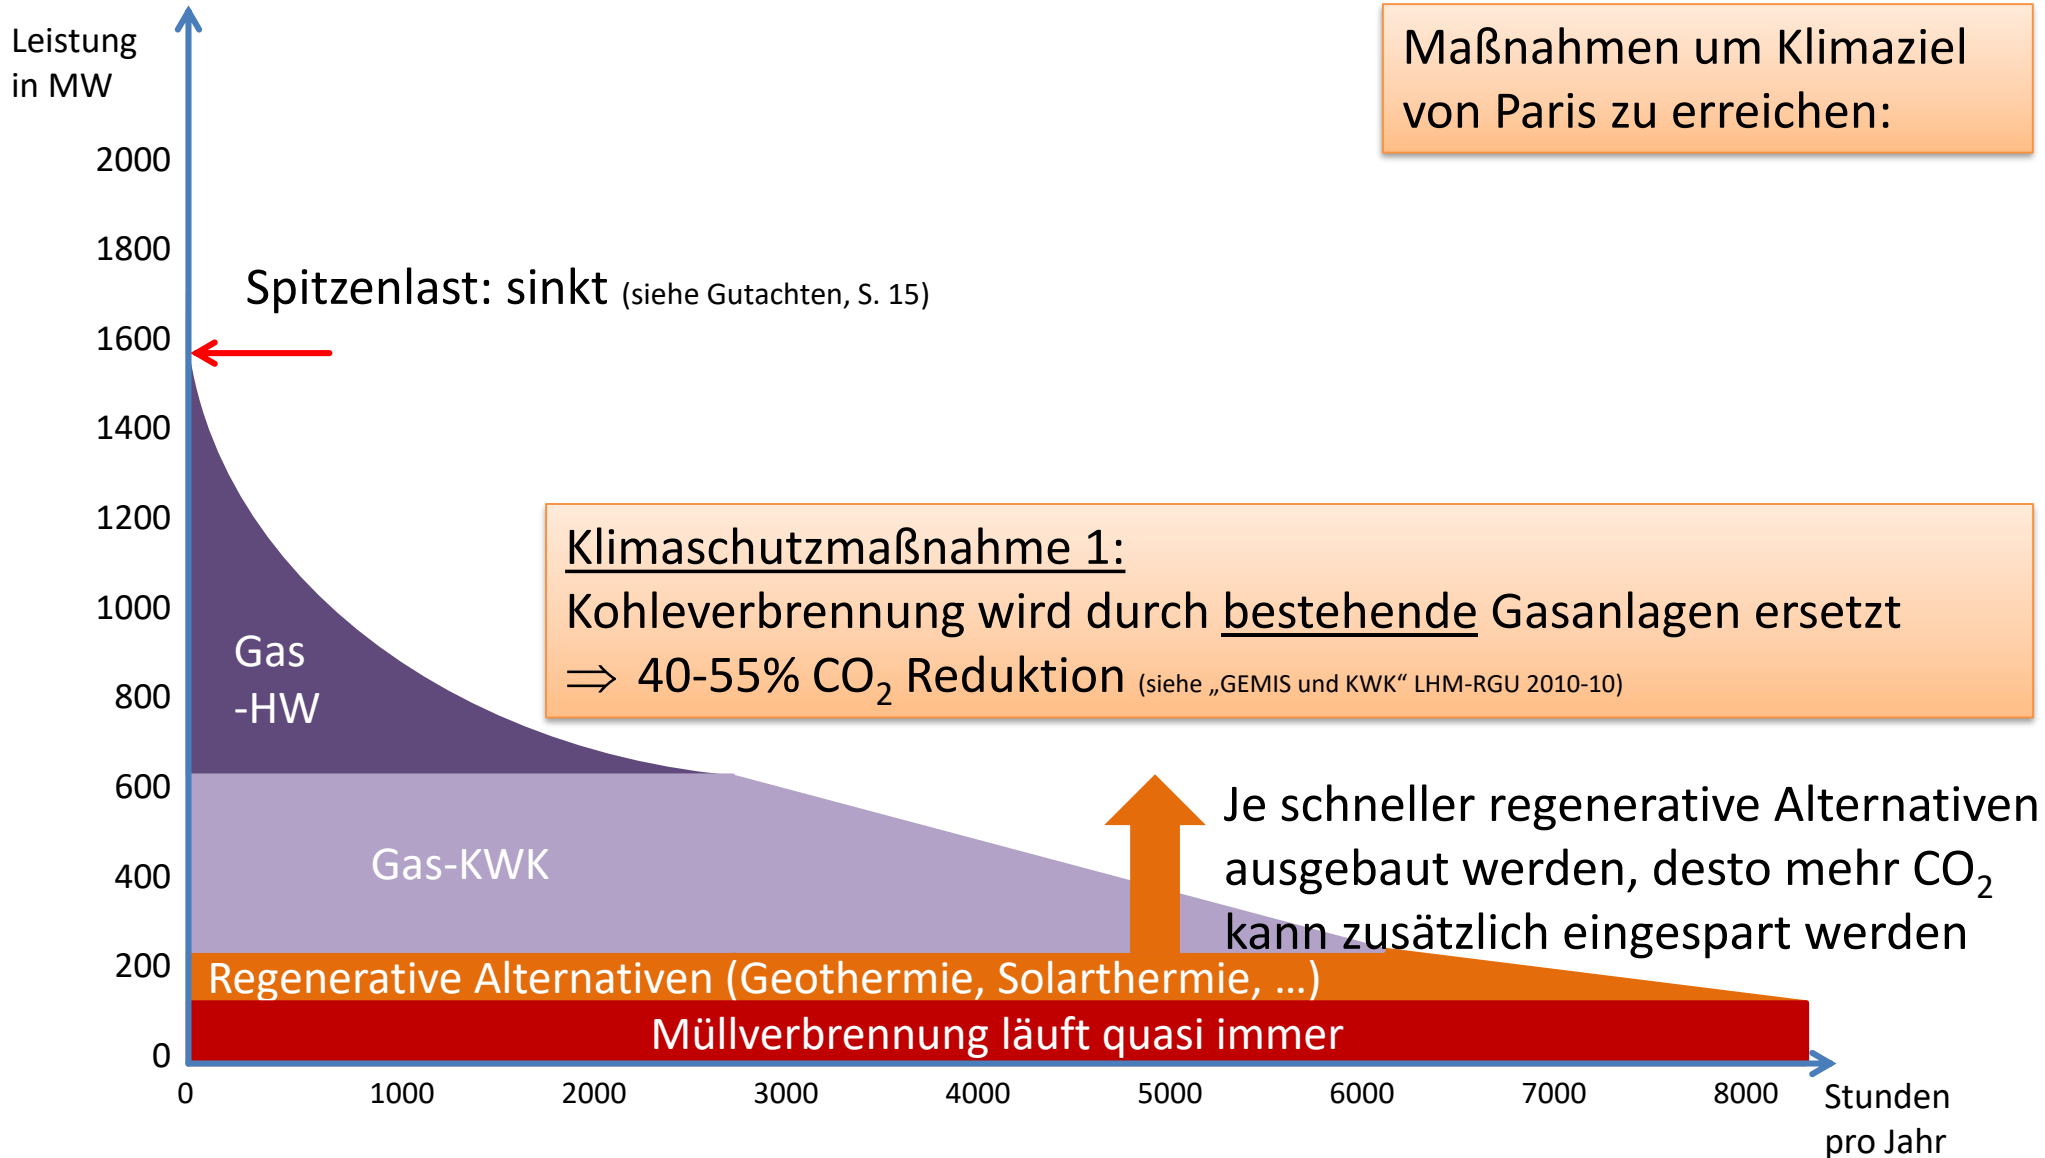 Leistung
in MW
Maßnahmen um Klimaziel
von Paris zu erreichen:
2000
1800
Spitzenlast: sinkt (siehe Gutachten, S. 15)
1600
1400
1200
Klimaschutzmaßnahme 1:
Kohleverbrennung wird durch bestehende Gasanlagen ersetzt
⇒ 40-55% CO₂ Reduktion (siehe „GEMIS und KWK“ LHM-RGU 2010-10)
1000
Gas
-HW
800
600
Je schneller regenerative Alternativen
ausgebaut werden, desto mehr CO₂
kann zusätzlich eingespart werden
Gas-KWK
400
200
Regenerative Alternativen (Geothermie, Solarthermie, …)
Müllverbrennung läuft quasi immer
0
0 1000 2000 3000 4000 5000 6000 7000 8000
Stunden
pro Jahr